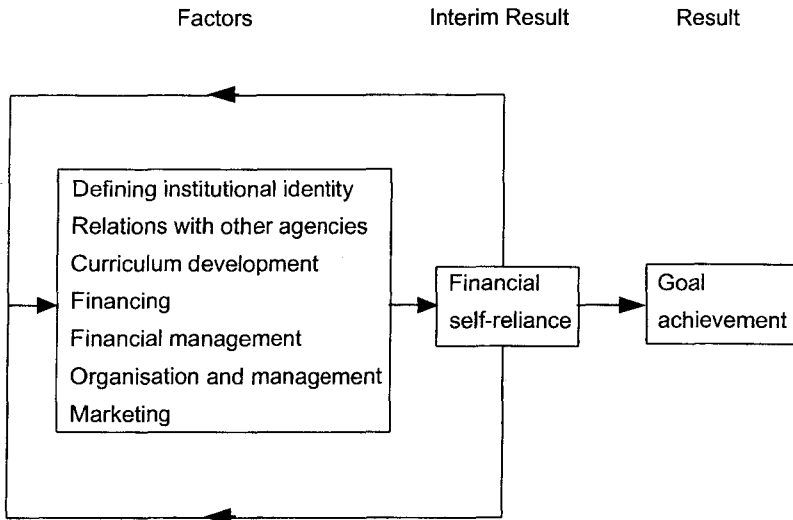 Factors Interim Result Result
Defining institutional identity
Relations with other agencies
Curriculum development
Financing
Financial management
Organisation and management
Marketing
Financial
self-reliance
Goal
achievement